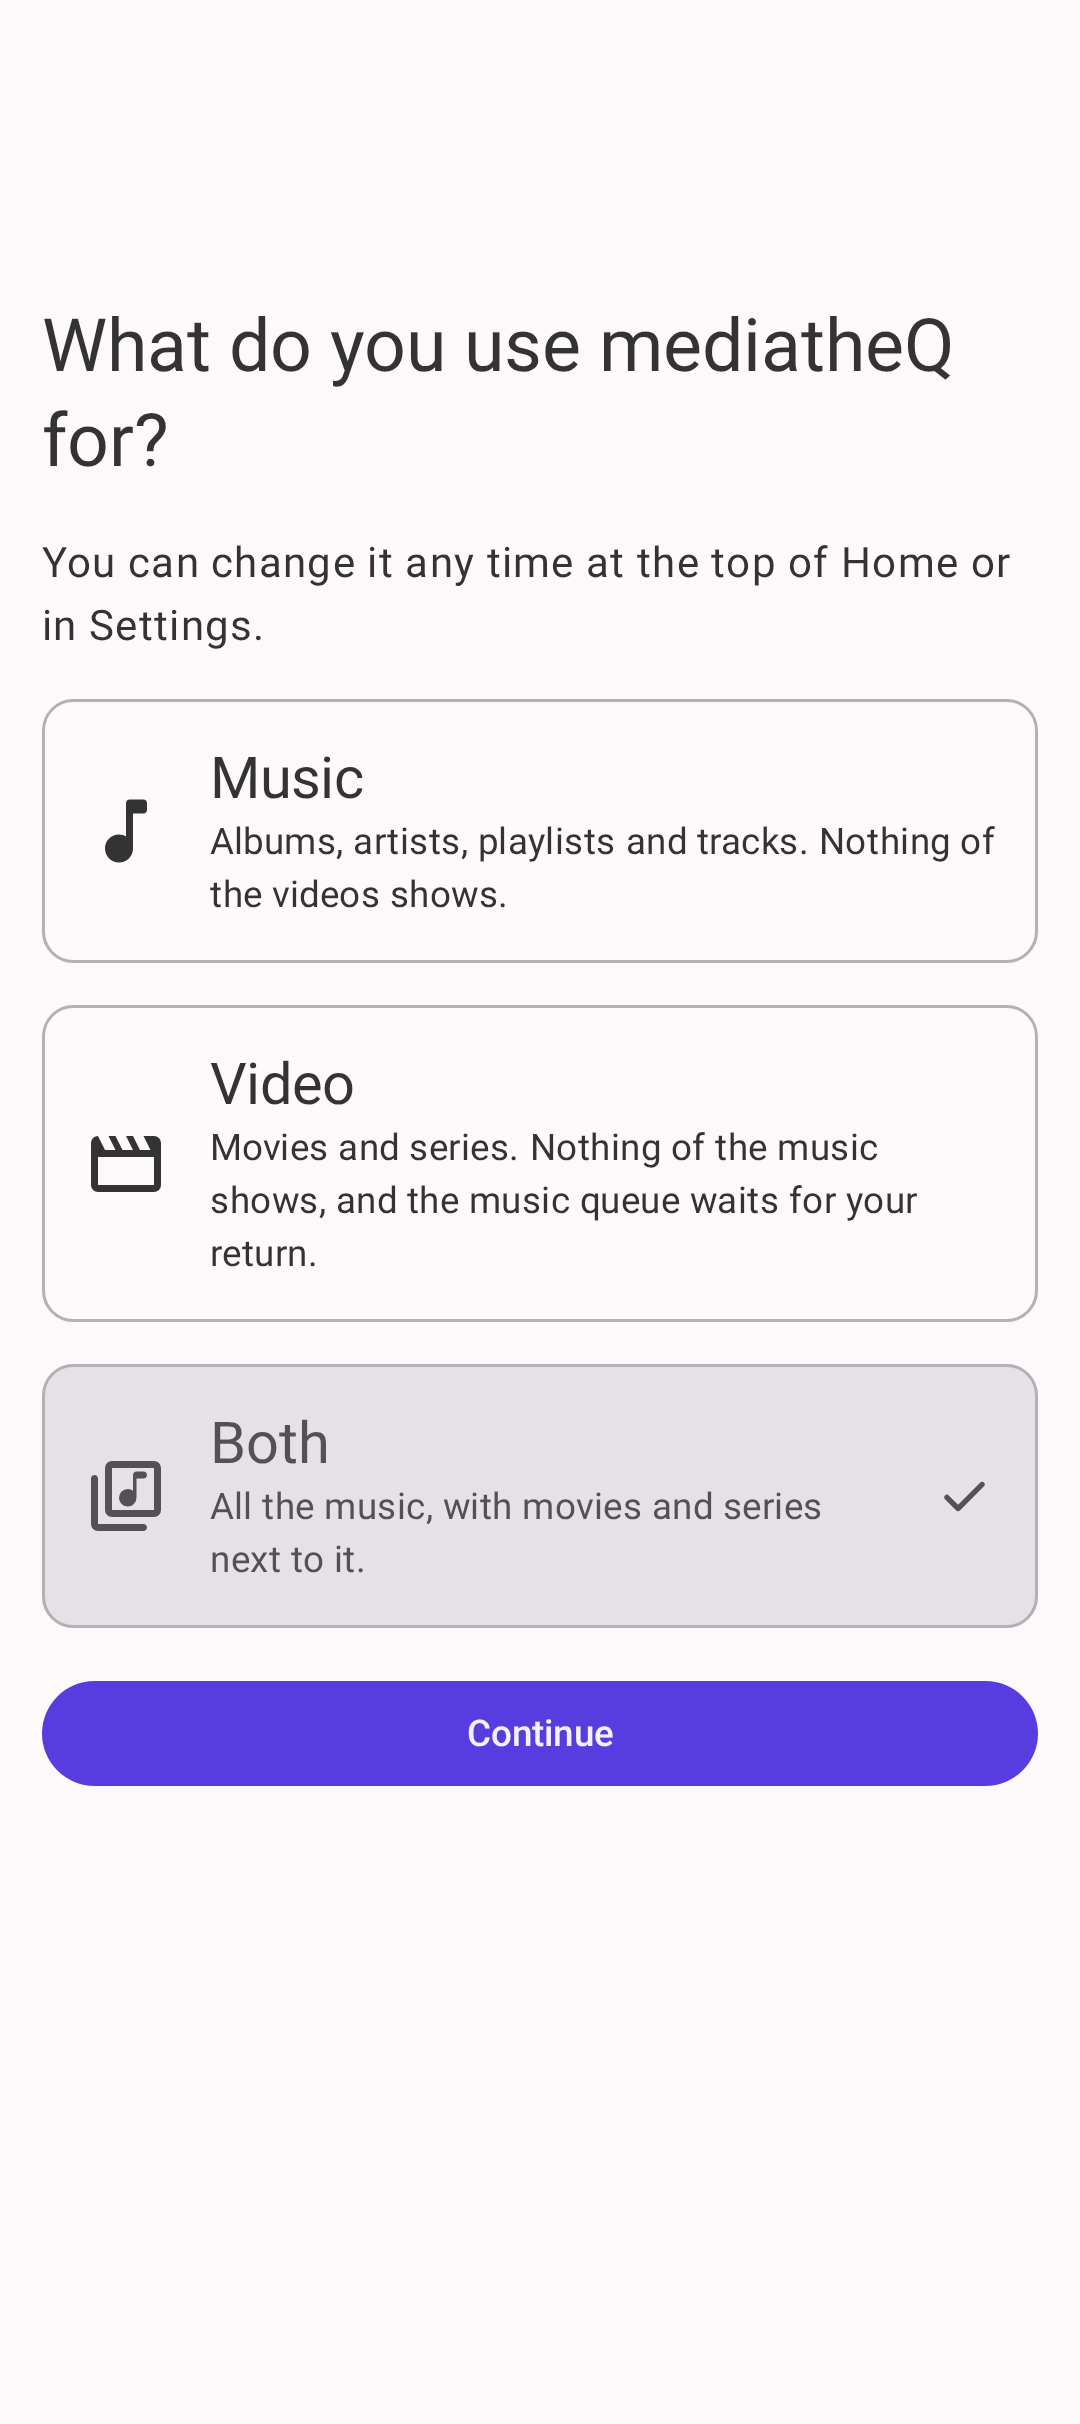 What do you use mediatheQ
for?
You can change it any time at the top of Home or
in Settings.
Music
Albums, artists, playlists and tracks. Nothing of
the videos shows.
Video
Movies and series. Nothing of the music
shows, and the music queue waits for your
return.
Both
All the music, with movies and series
next to it.
Continue